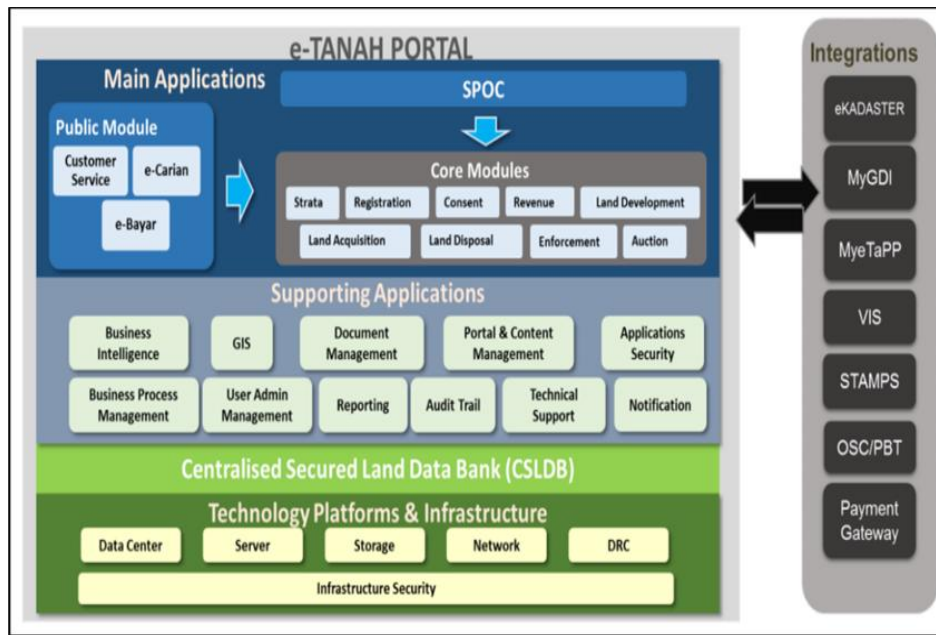 e-TANAH PORTAL
Main Applications
SPOC
Public Module
Customer
Service
e-Carian
e-Bayar
Core Modules
Strata
Registration
Consent
Revenue
Land Development
Land Acquisition
Land Disposal
Enforcement
Auction
Supporting Applications
Business
Intelligence
GIS
Document
Management
Portal & Content
Management
Applications
Security
Business Process
Management
User Admin
Management
Reporting
Audit Trail
Technical
Support
Notification
Centralised Secured Land Data Bank (CSLDB)
Technology Platforms & Infrastructure
Data Center
Server
Storage
Network
DRC
Infrastructure Security
Integrations
eKADASTER
MyGDI
MyeTaPP
VIS
STAMPS
OSC/PBT
Payment
Gateway